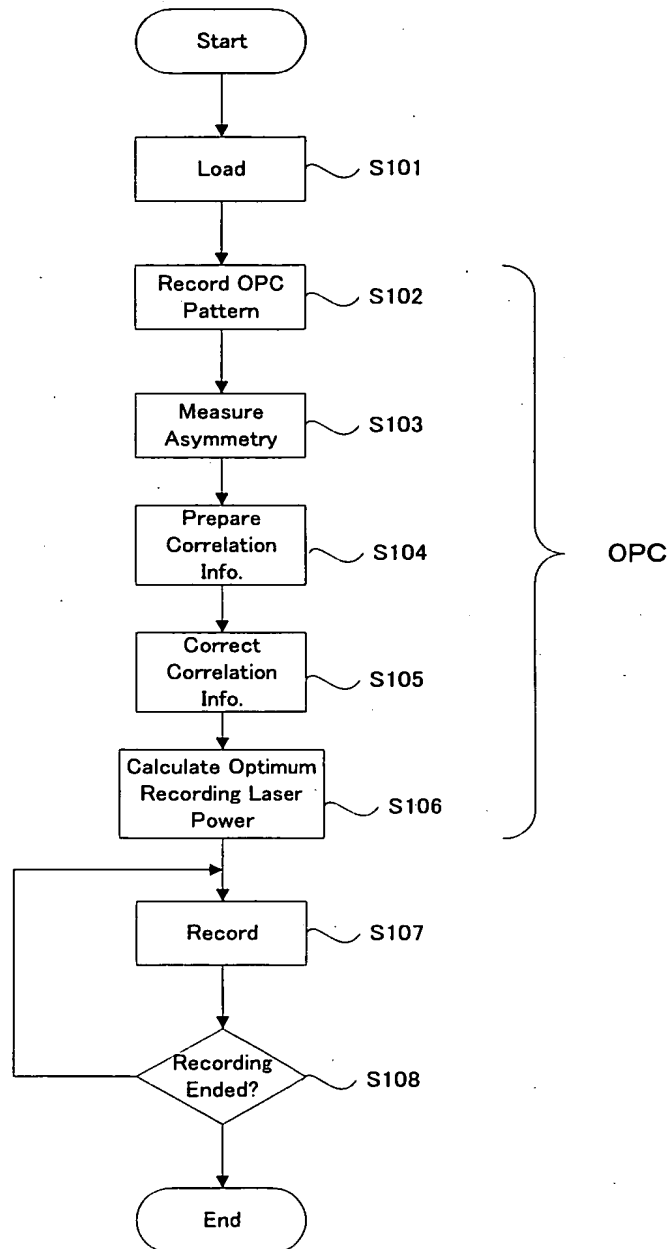 Start
Load
S101
Record OPC
Pattern
S102
Measure
Asymmetry
S103
Prepare
Correlation
Info.
S104
OPC
Correct
Correlation
Info.
S105
Calculate Optimum
Recording Laser
Power
S106
Record
S107
Recording
Ended?
S108
End